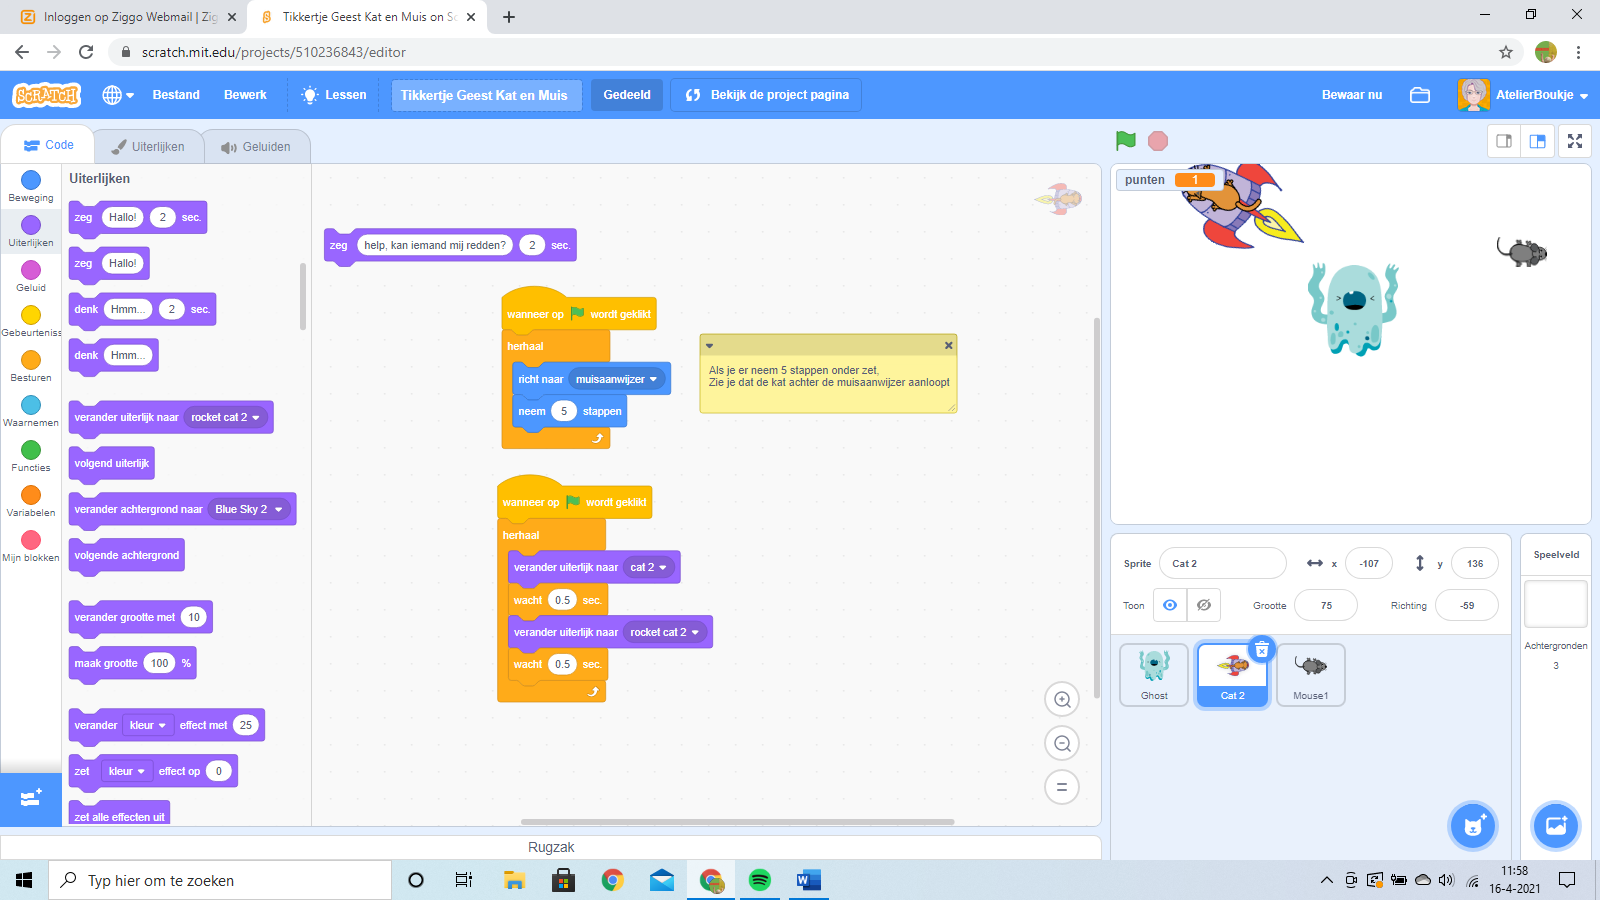 Inloggen op Ziggo Webmail | Zig
Tikkertje Geest Kat en Muis on Sc
scratch.mit.edu/projects/510236843/editor
SCRATCH
Bestand
Bewerk
Lessen
Tikkertje Geest Kat en Muis
Gedeeld
Bekijk de project pagina
Bewaar nu
AtelierBoukje
Code
Uiterlijken
Geluiden
Beweging
Uiterlijken
Geluid
Gebeurteniss
Besturen
Waarnemen
Functies
Variabelen
Mijn blokken
Uiterlijken
zeg Hallo! 2 sec.
zeg Hallo!
denk Hmm... 2 sec.
denk Hmm...
verander uiterlijk naar rocket cat 2
volgend uiterlijk
verander achtergrond naar Blue Sky 2
volgende achtergrond
verander grootte met 10
maak grootte 100 %
verander kleur effect met 25
zet kleur effect op 0
zet alle effecten uit
zeg help, kan iemand mij redden? 2 sec.
wanneer op wordt geklikt
herhaal
richt naar muisaanwijzer
neem 5 stappen
Als je er neem 5 stappen onder zet,
Zie je dat de kat achter de muisaanwijzer aanloopt
wanneer op wordt geklikt
herhaal
verander uiterlijk naar cat 2
wacht 0.5 sec.
verander uiterlijk naar rocket cat 2
wacht 0.5 sec.
punten 1
Sprite Cat 2 x -107 y 136
Toon Grootte 75 Richting -59
Ghost
Cat 2
Mouse1
Speelveld
Achtergronden
3
Rugzak
Typ hier om te zoeken
11:58
16-4-2021